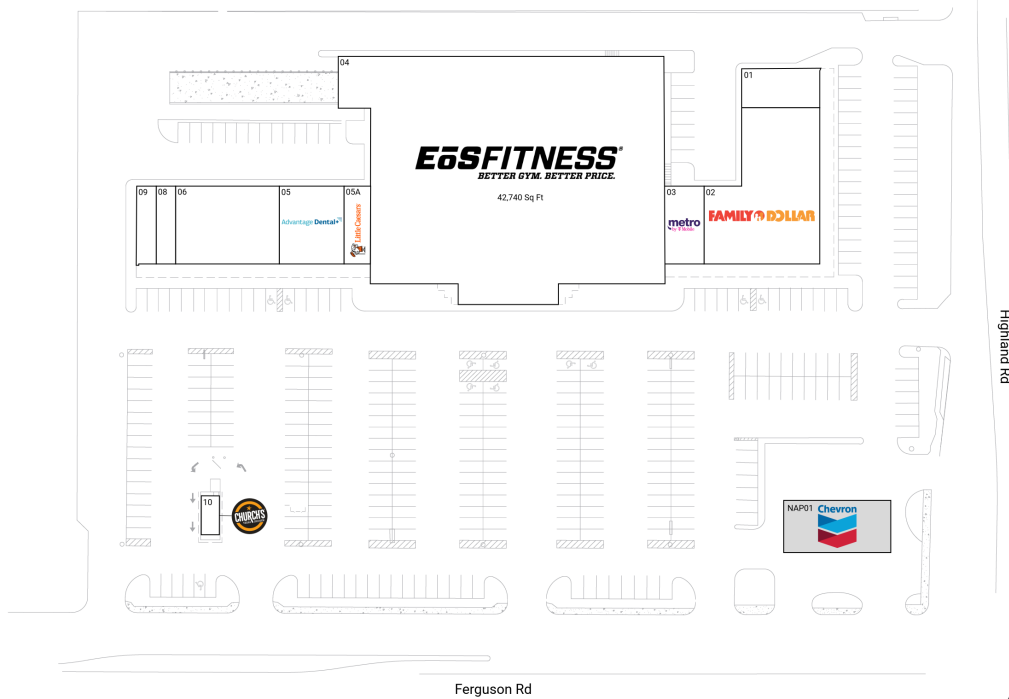 04
01
EōSFITNESS®
BETTER GYM. BETTER PRICE.
42,740 Sq Ft
09
08
06
05
05A
03
02
Advantage Dental+
Little Caesars
metro
by T Mobile
FAMILY DOLLAR
Highland Rd
10
CHURCH'S
NAP01
Chevron
Ferguson Rd